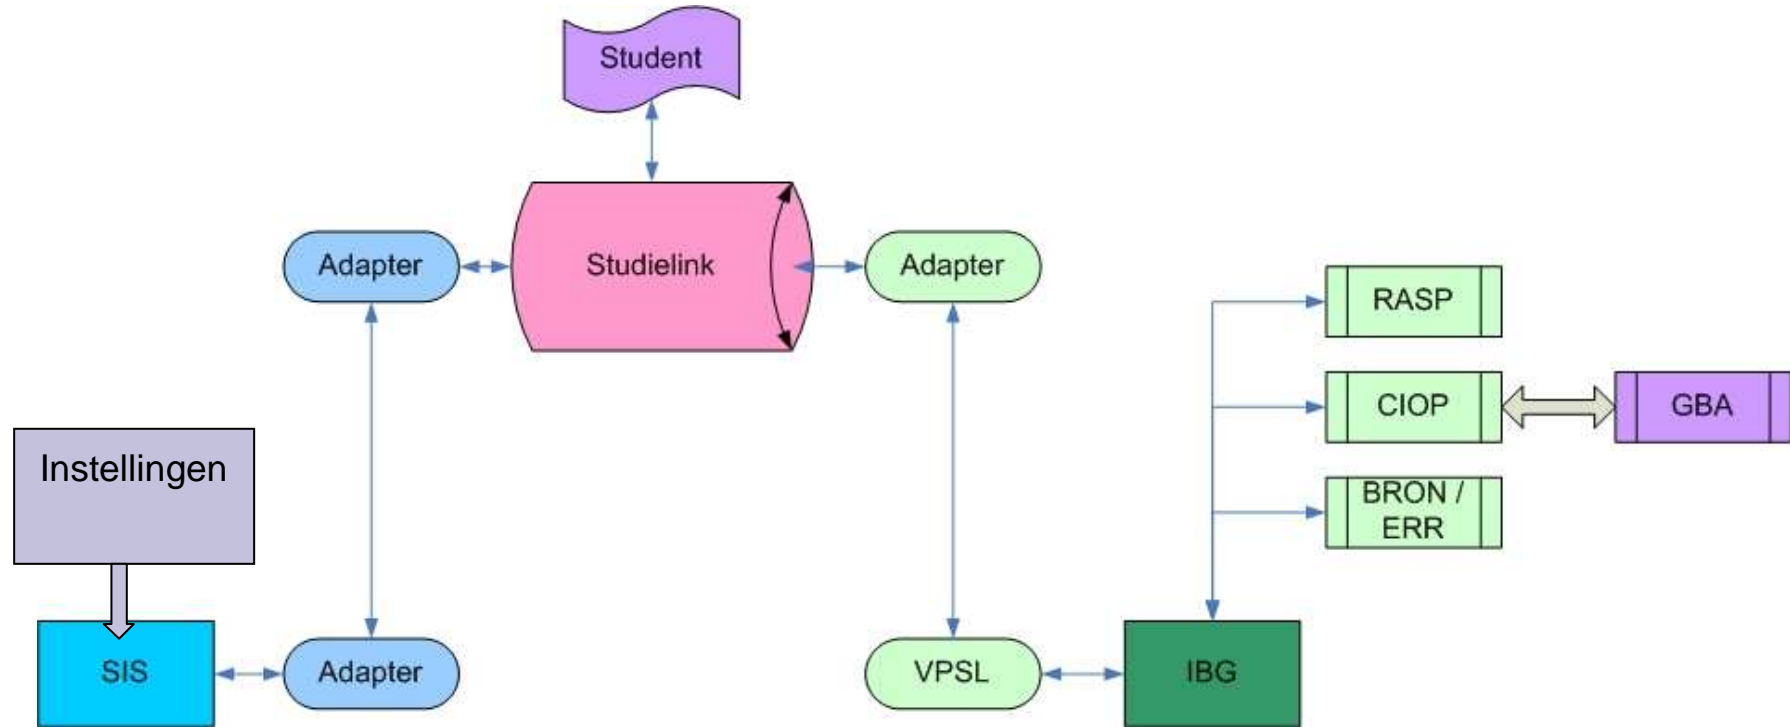 Student
Adapter
Studielink
Adapter
RASP
CIOP
GBA
Instellingen
BRON /
ERR
SIS
Adapter
VPSL
IBG